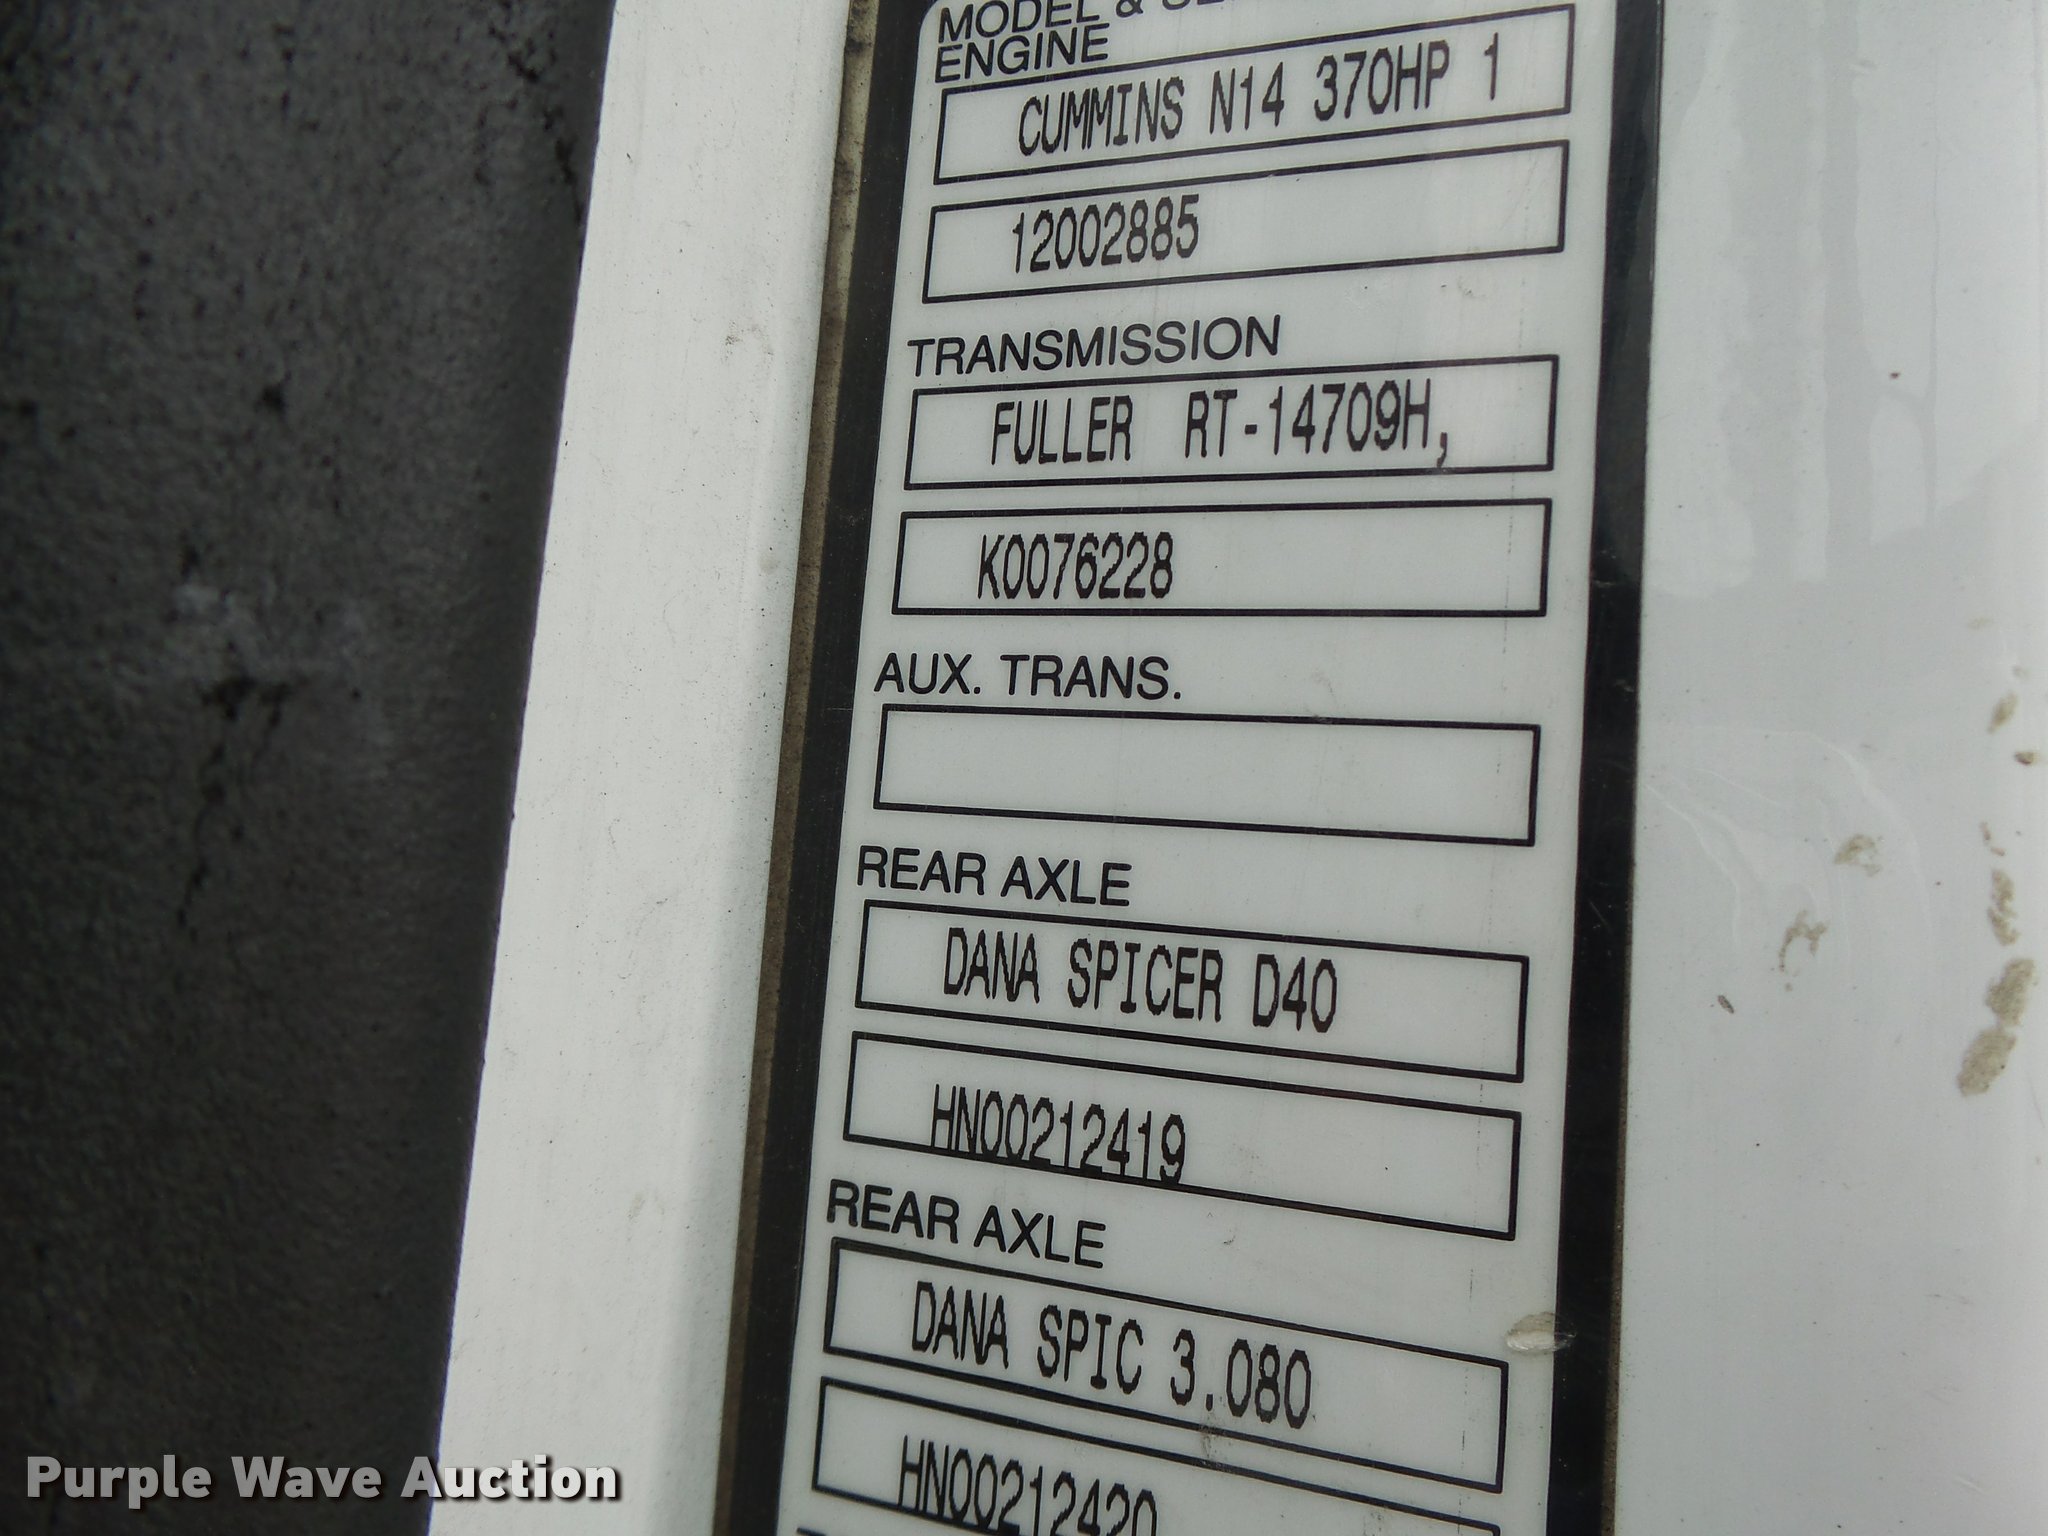 MODEL &
ENGINE
CUMMINS N14 370HP 1
12002885
TRANSMISSION
FULLER RT-14709H,
K0076228
AUX. TRANS.
REAR AXLE
DANA SPICER D40
HN00212419
REAR AXLE
DANA SPIC 3.080
HN00212420
Purple Wave Auction